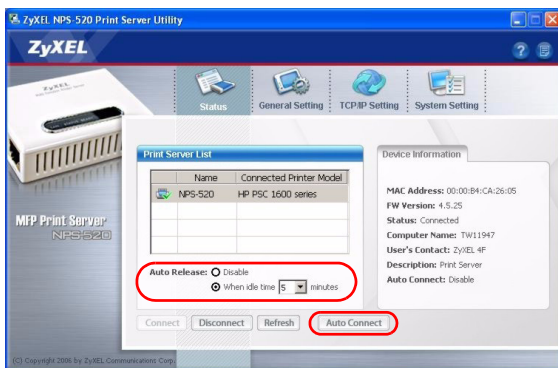 ZyXEL NPS-520 Print Server Utility
ZyXEL
Status
General Setting
TCP/IP Setting
System Setting
ZyXEL
MFP Print Server
NPS-520
Print Server List
Name Connected Printer Model
NPS-520 HP PSC 1600 series
Auto Release: Disable
When idle time 5 minutes
Connect Disconnect Refresh Auto Connect
Device Information
MAC Address: 00:00:B4:CA:26:05
FW Version: 4.5.25
Status: Connected
Computer Name: TW11947
User's Contact: ZyXEL 4F
Description: Print Server
Auto Connect: Disable
(C) Copyright 2006 by ZyXEL Communications Corp.